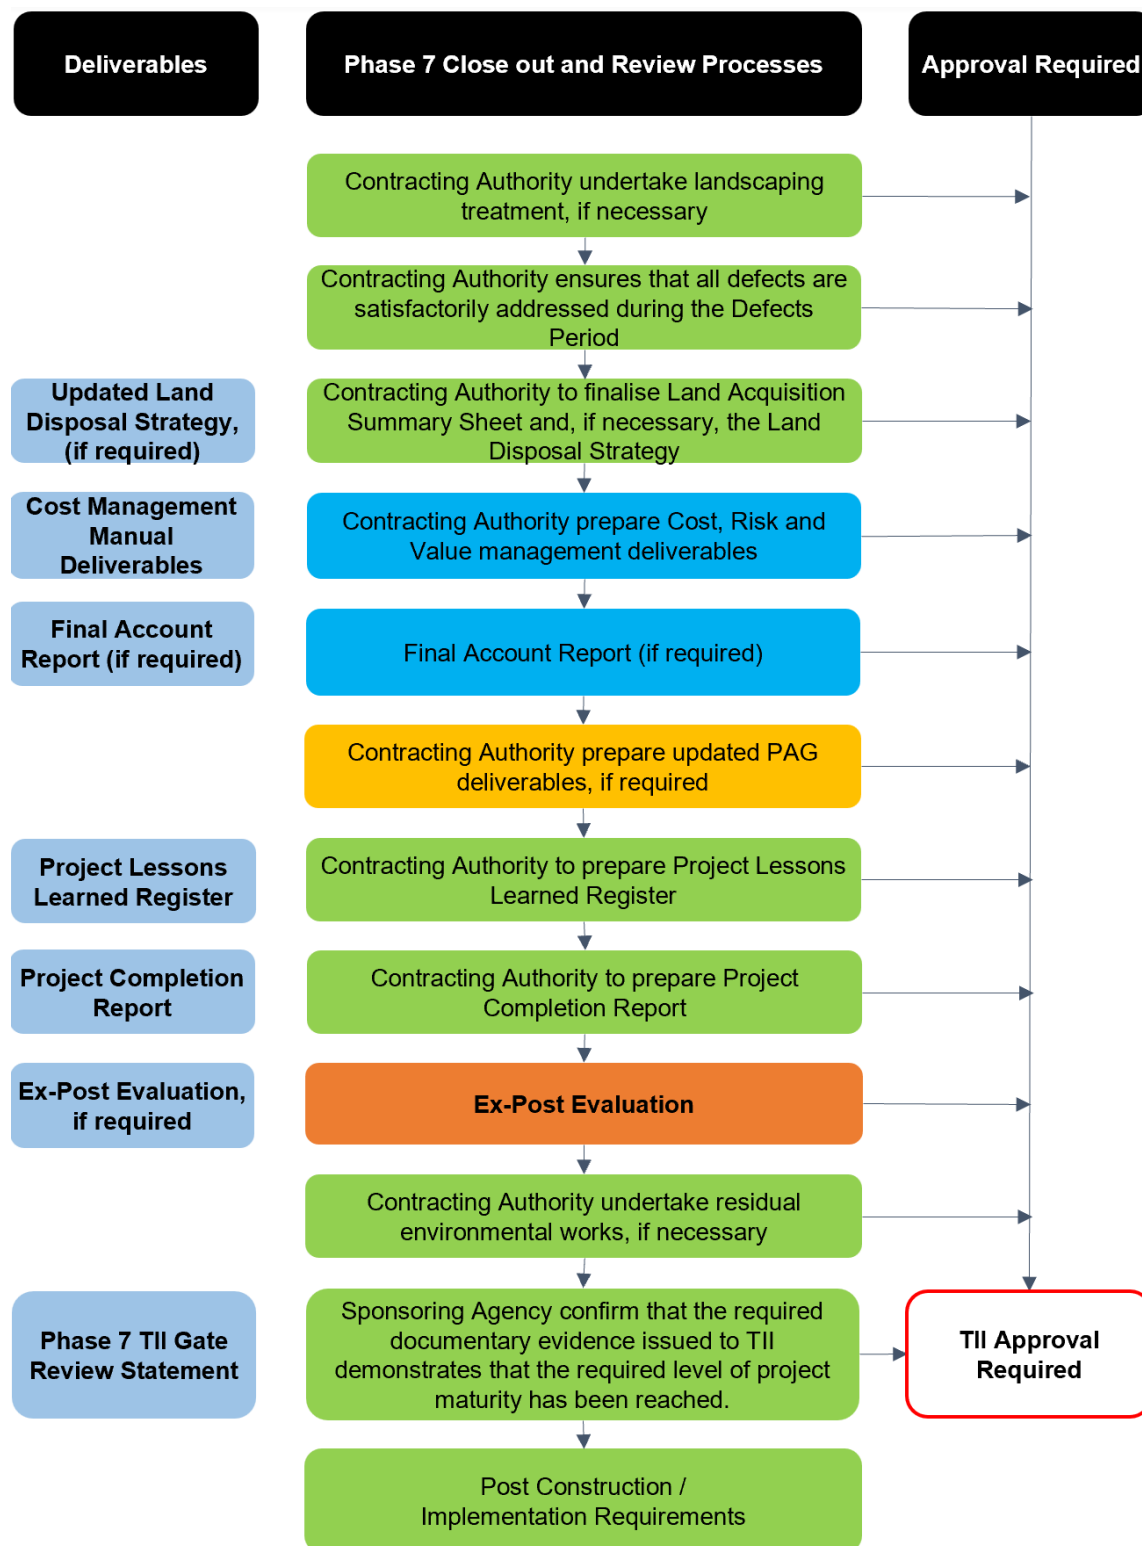 Deliverables
Phase 7 Close out and Review Processes
Approval Required
Contracting Authority undertake landscaping
treatment, if necessary
Contracting Authority ensures that all defects are
satisfactorily addressed during the Defects
Period
Updated Land
Disposal Strategy,
(if required)
Contracting Authority to finalise Land Acquisition
Summary Sheet and, if necessary, the Land
Disposal Strategy
Cost Management
Manual
Deliverables
Contracting Authority prepare Cost, Risk and
Value management deliverables
Final Account
Report (if required)
Final Account Report (if required)
Contracting Authority prepare updated PAG
deliverables, if required
Project Lessons
Learned Register
Contracting Authority to prepare Project Lessons
Learned Register
Project Completion
Report
Contracting Authority to prepare Project
Completion Report
Ex-Post Evaluation,
if required
Ex-Post Evaluation
Contracting Authority undertake residual
environmental works, if necessary
Phase 7 TII Gate
Review Statement
Sponsoring Agency confirm that the required
documentary evidence issued to TII
demonstrates that the required level of project
maturity has been reached.
TII Approval
Required
Post Construction /
Implementation Requirements